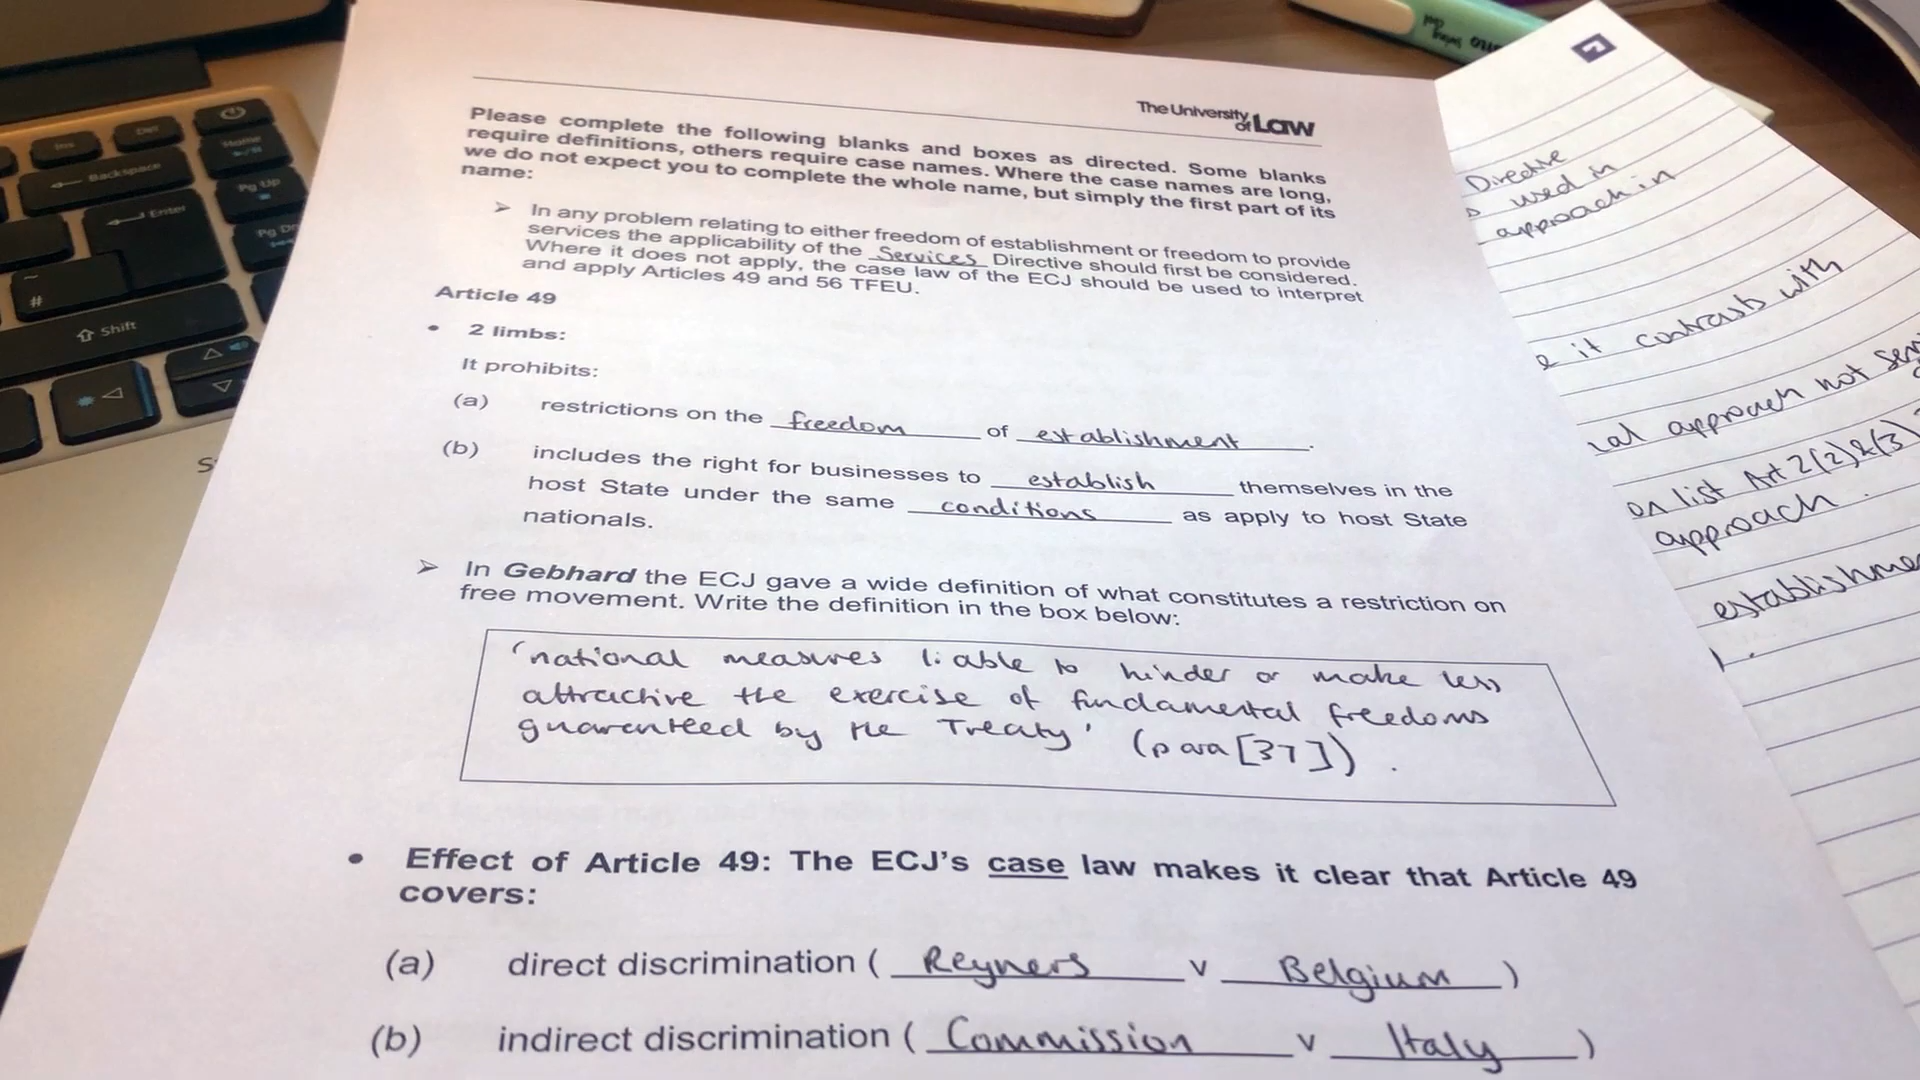 The University
of Law
Please complete the following blanks and boxes as directed. Some blanks
require definitions, others require case names. Where the case names are long,
we do not expect you to complete the whole name, but simply the first part of its
name:
➢ In any problem relating to either freedom of establishment or freedom to provide
services the applicability of the Services Directive should first be considered.
Where it does not apply, the case law of the ECJ should be used to interpret
and apply Articles 49 and 56 TFEU.
Article 49
• 2 limbs:
It prohibits:
(a) restrictions on the freedom of establishment.
(b) includes the right for businesses to establish themselves in the
host State under the same conditions as apply to host State
nationals.
➢ In Gebhard the ECJ gave a wide definition of what constitutes a restriction on
free movement. Write the definition in the box below:
'national measures liable to hinder or make less
attractive the exercise of fundamental freedoms
guarenteed by the Treaty' (para [37]).
• Effect of Article 49: The ECJ's case law makes it clear that Article 49
covers:
(a) direct discrimination ( Reyners v Belgium )
(b) indirect discrimination ( Commission v Italy )
Directive
used in
approach in
it contrasts with
approach not
on list Art 2(2)&(3)
approach.
Ins
Del
Home
Backspace
Pg Up
Enter
Pg
~
#
Shift